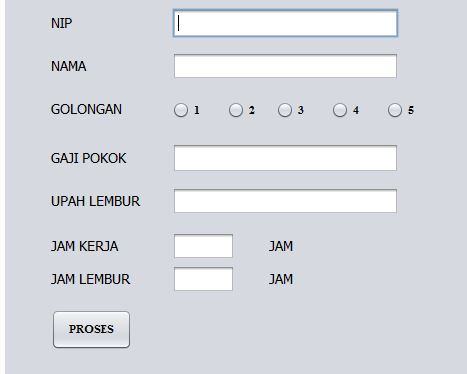 NIP
NAMA
GOLONGAN 1 2 3 4 5
GAJI POKOK
UPAH LEMBUR
JAM KERJA JAM
JAM LEMBUR JAM
PROSES